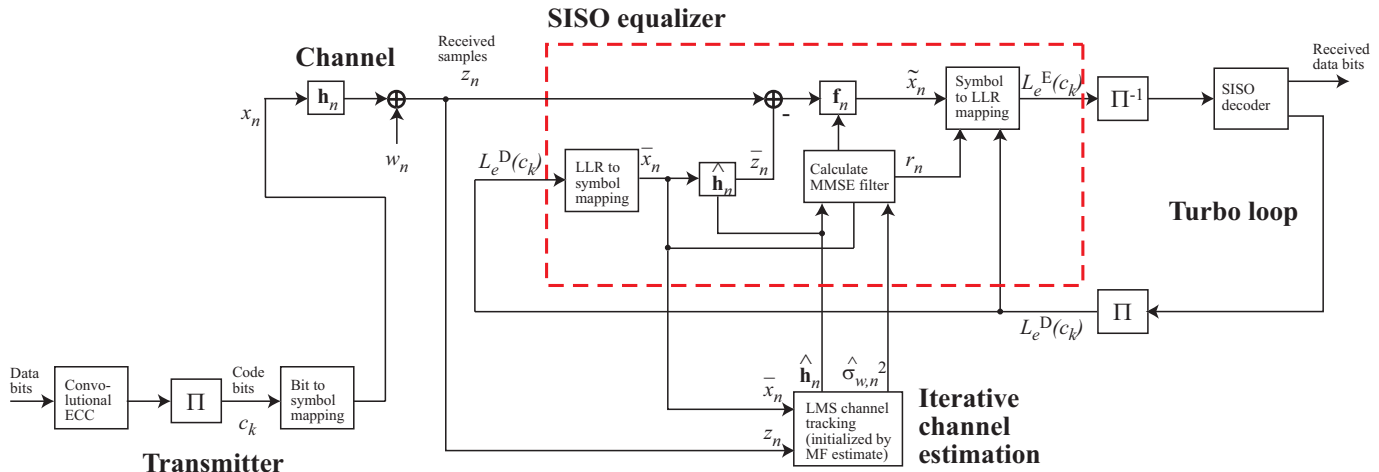 SISO equalizer
Channel
Received
samples
z_n
h_n
x_n
w_n
-
f_n
x̃_n
Symbol
to LLR
mapping
L_e^E(c_k)
Π^-1
SISO
decoder
Received
data bits
L_e^D(c_k)
LLR to
symbol
mapping
x̄_n
ĥ_n
z̄_n
Calculate
MMSE filter
r_n
Turbo loop
Π
L_e^D(c_k)
Data
bits
Convo-
lutional
ECC
Π
Code
bits
c_k
Bit to
symbol
mapping
Transmitter
ĥ_n
σ̂_{w,n}^2
x̄_n
z_n
LMS channel
tracking
(initialized by
MF estimate)
Iterative
channel
estimation